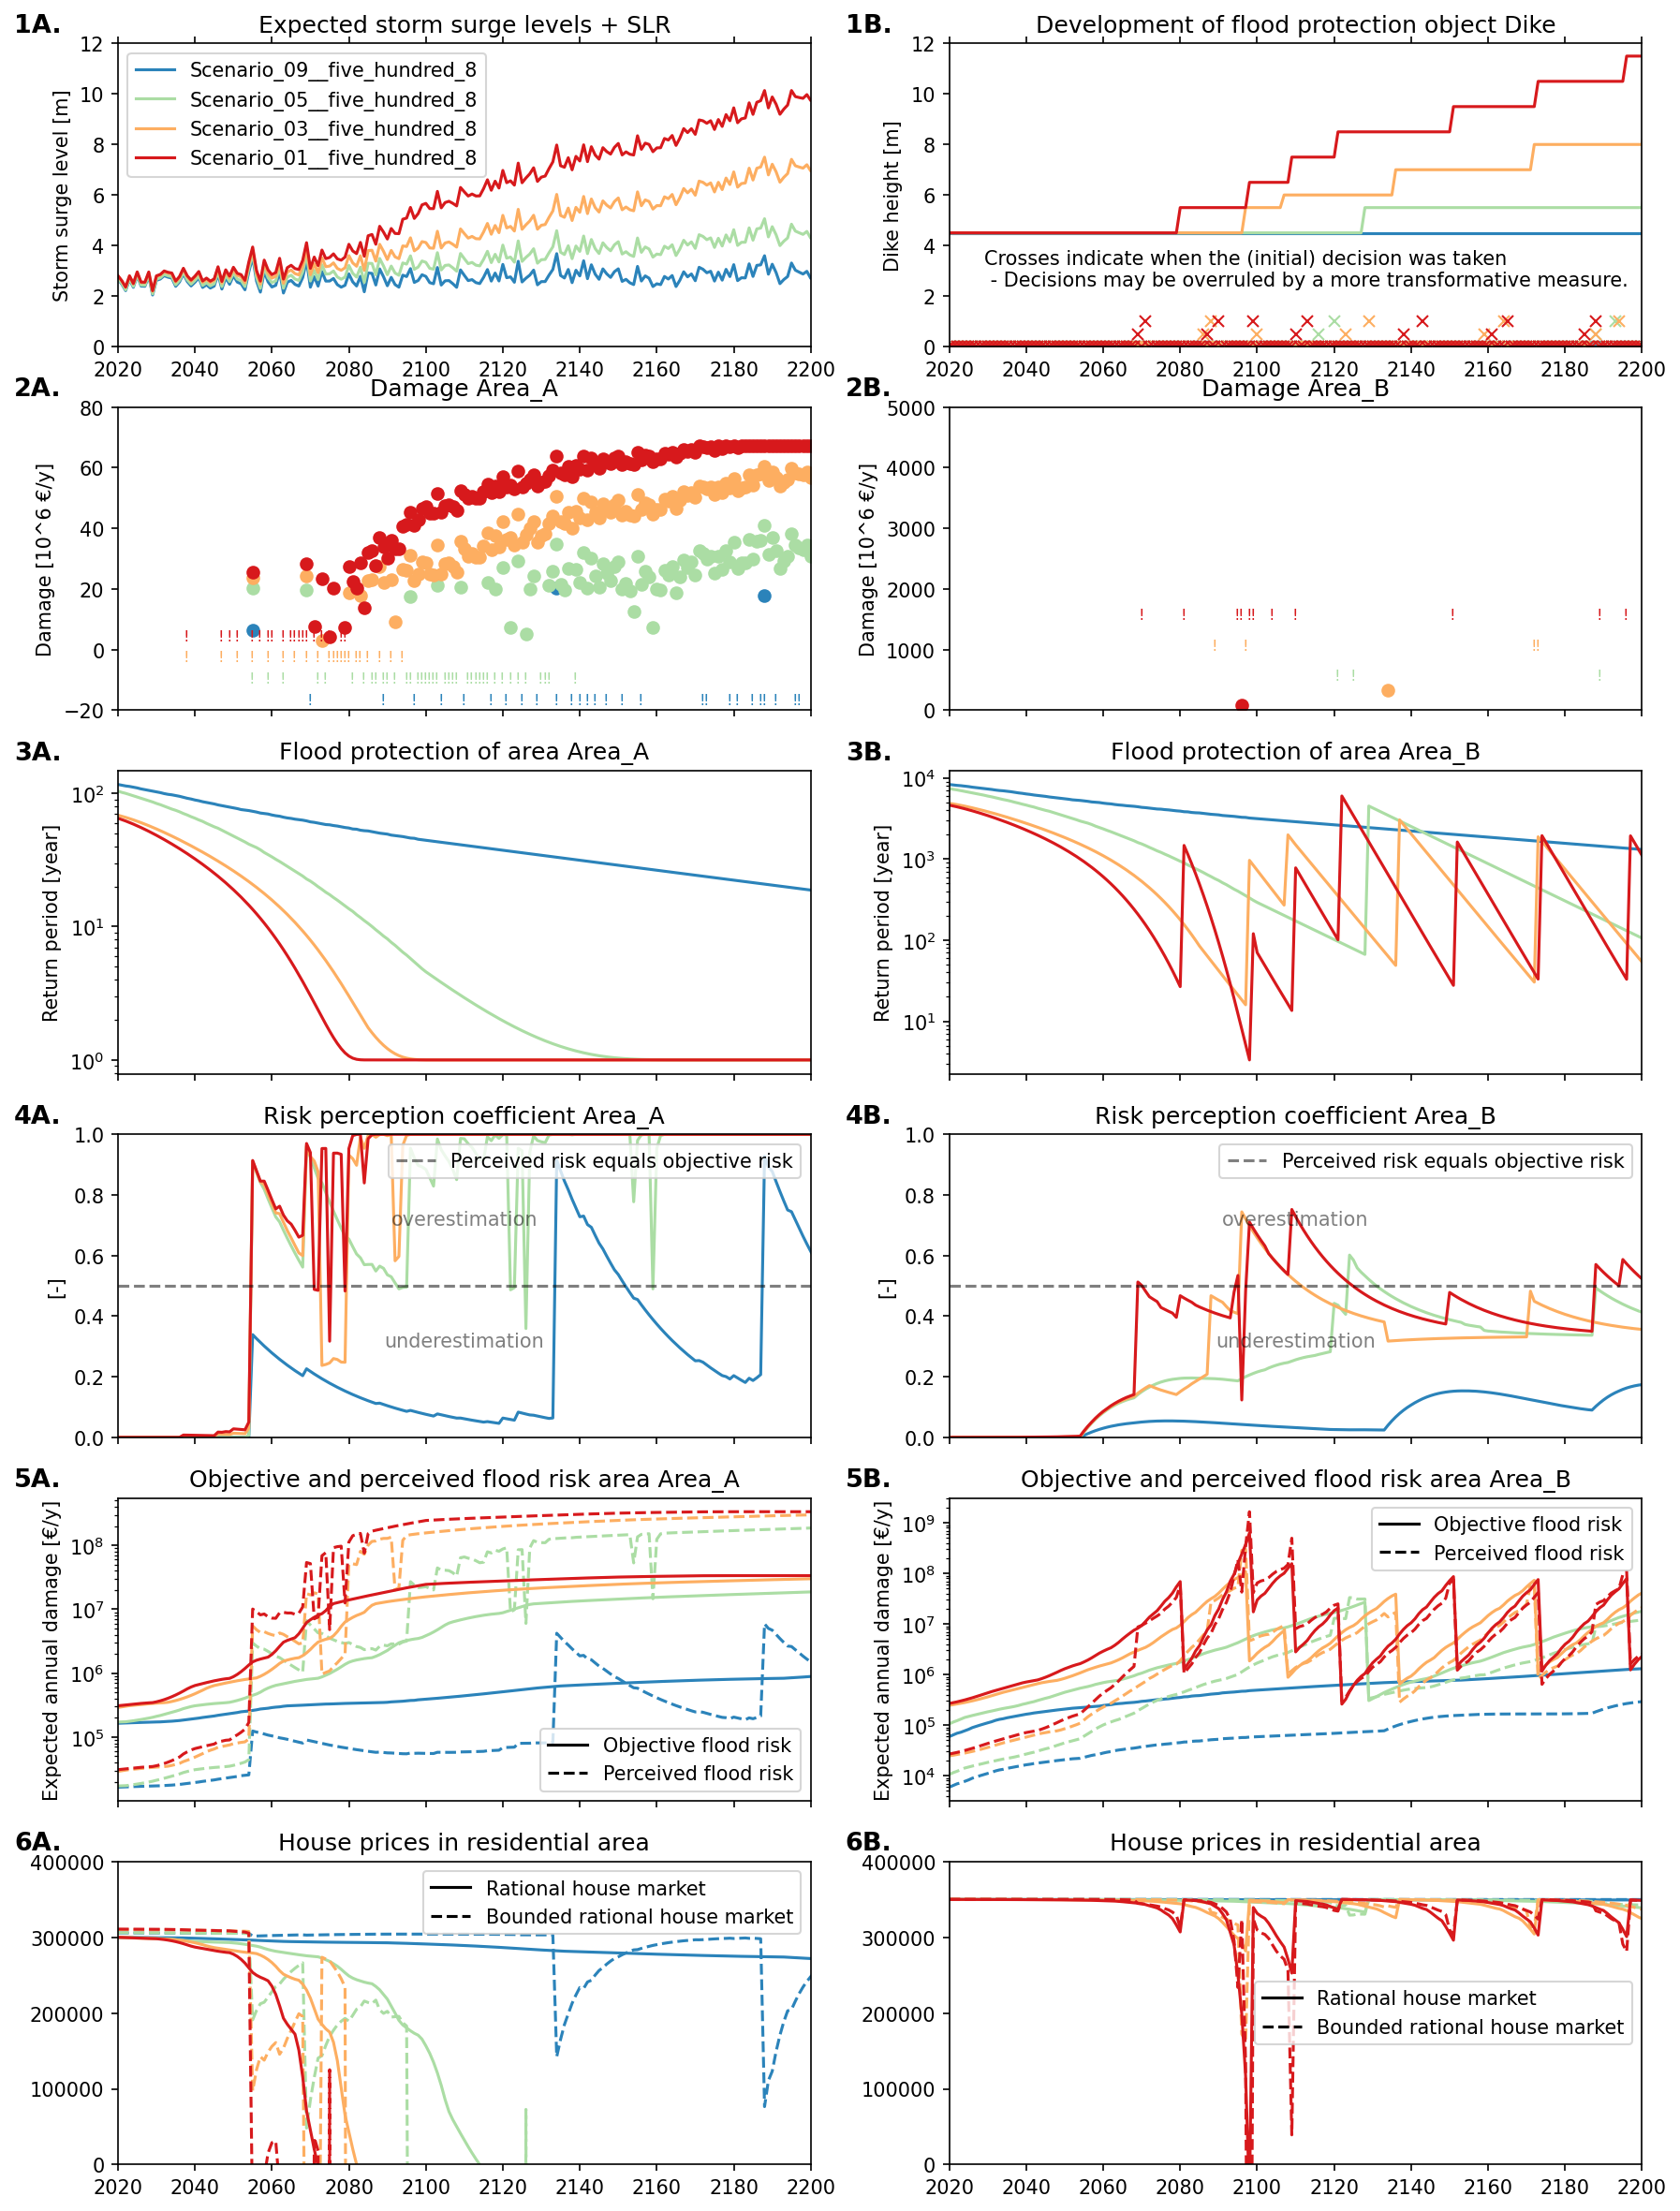 1A.
Expected storm surge levels + SLR
Storm surge level [m]
12
10
8
6
4
2
0
Scenario_09__five_hundred_8
Scenario_05__five_hundred_8
Scenario_03__five_hundred_8
Scenario_01__five_hundred_8
2020 2040 2060 2080 2100 2120 2140 2160 2180 2200
1B.
Development of flood protection object Dike
Dike height [m]
12
10
8
6
4
2
0
Crosses indicate when the (initial) decision was taken
- Decisions may be overruled by a more transformative measure.
2020 2040 2060 2080 2100 2120 2140 2160 2180 2200
2A.
Damage Area_A
Damage [10^6 €/y]
80
60
40
20
0
−20
2B.
Damage Area_B
Damage [10^6 €/y]
5000
4000
3000
2000
1000
0
3A.
Flood protection of area Area_A
Return period [year]
10²
10¹
10⁰
3B.
Flood protection of area Area_B
Return period [year]
10⁴
10³
10²
10¹
4A.
Risk perception coefficient Area_A
[-]
1.0
0.8
0.6
0.4
0.2
0.0
Perceived risk equals objective risk
overestimation
underestimation
4B.
Risk perception coefficient Area_B
[-]
1.0
0.8
0.6
0.4
0.2
0.0
Perceived risk equals objective risk
overestimation
underestimation
5A.
Objective and perceived flood risk area Area_A
Expected annual damage [€/y]
10⁸
10⁷
10⁶
10⁵
Objective flood risk
Perceived flood risk
5B.
Objective and perceived flood risk area Area_B
Expected annual damage [€/y]
10⁹
10⁸
10⁷
10⁶
10⁵
10⁴
Objective flood risk
Perceived flood risk
6A.
House prices in residential area
400000
300000
200000
100000
0
Rational house market
Bounded rational house market
2020 2040 2060 2080 2100 2120 2140 2160 2180 2200
6B.
House prices in residential area
400000
300000
200000
100000
0
Rational house market
Bounded rational house market
2020 2040 2060 2080 2100 2120 2140 2160 2180 2200